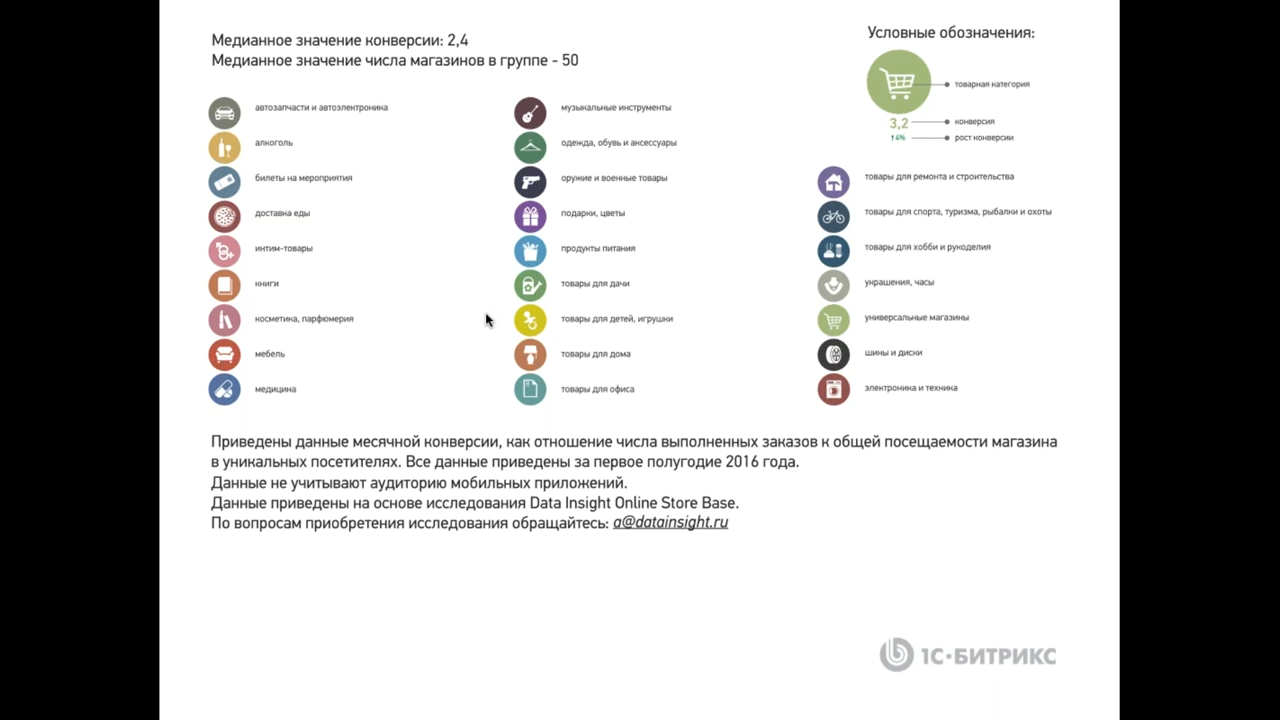 Медианное значение конверсии: 2,4
Медианное значение числа магазинов в группе - 50
автозапчасти и автоэлектроника
алкоголь
билеты на мероприятия
доставка еды
интим-товары
книги
косметика, парфюмерия
мебель
медицина
музыкальные инструменты
одежда, обувь и аксессуары
оружие и военные товары
подарки, цветы
продукты питания
товары для дачи
товары для детей, игрушки
товары для дома
товары для офиса
Условные обозначения:
товарная категория
3,2
конверсия
↑4%
рост конверсии
товары для ремонта и строительства
товары для спорта, туризма, рыбалки и охоты
товары для хобби и рукоделия
украшения, часы
универсальные магазины
шины и диски
электроника и техника
Приведены данные месячной конверсии, как отношение числа выполненных заказов к общей посещаемости магазина
в уникальных посетителях. Все данные приведены за первое полугодие 2016 года.
Данные не учитывают аудиторию мобильных приложений.
Данные приведены на основе исследования Data Insight Online Store Base.
По вопросам приобретения исследования обращайтесь: a@datainsight.ru
1С•БИТРИКС